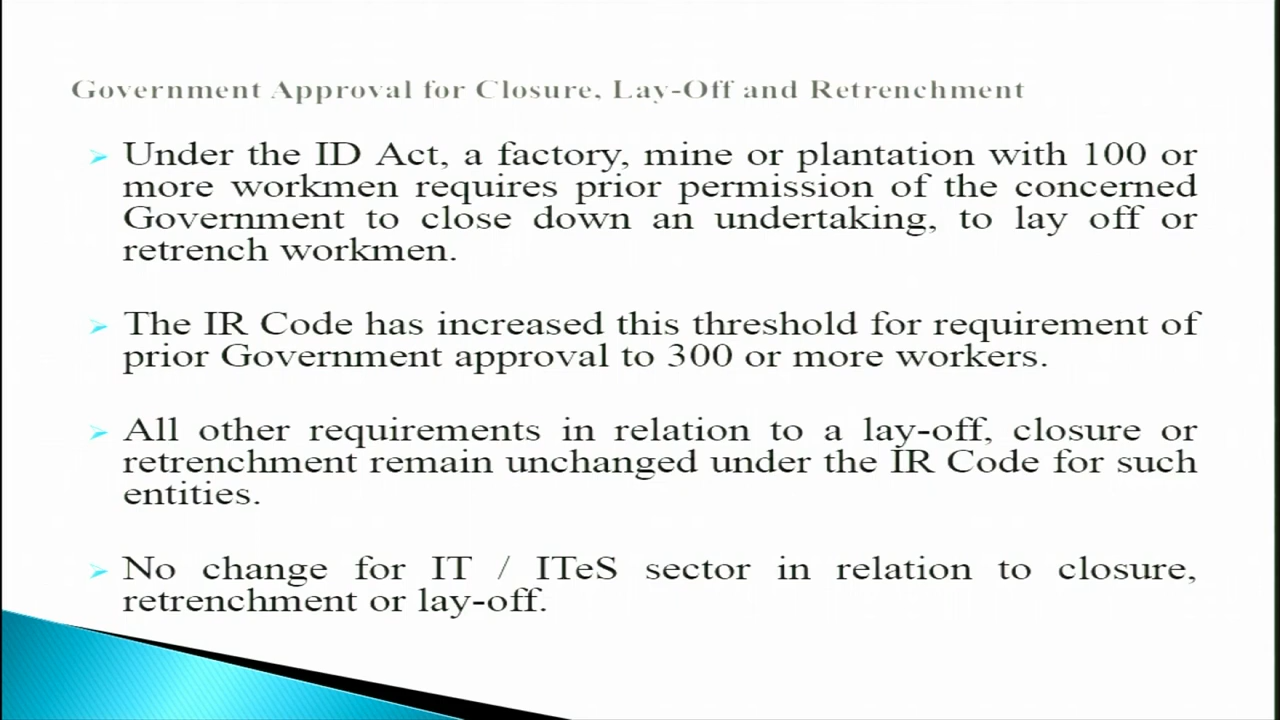 Government Approval for Closure, Lay-Off and Retrenchment
Under the ID Act, a factory, mine or plantation with 100 or
more workmen requires prior permission of the concerned
Government to close down an undertaking, to lay off or
retrench workmen.
The IR Code has increased this threshold for requirement of
prior Government approval to 300 or more workers.
All other requirements in relation to a lay-off, closure or
retrenchment remain unchanged under the IR Code for such
entities.
No change for IT / ITeS sector in relation to closure,
retrenchment or lay-off.